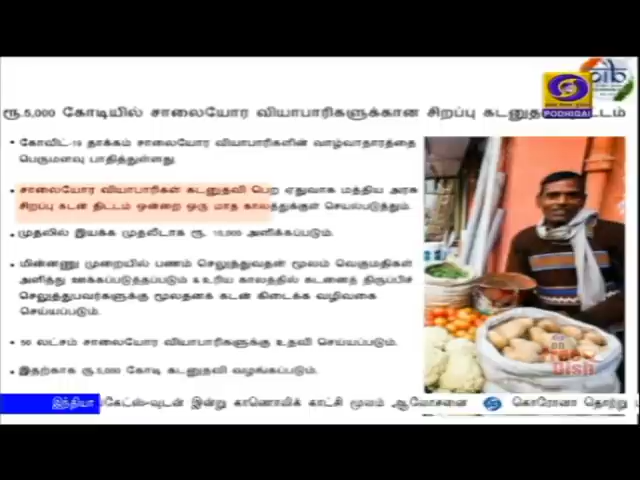 pib
PODHIGAI
ரூ.5,000 கோடியில் சாலையோர வியாபாரிகளுக்கான சிறப்பு கடனுத
• கோவிட்-19 தாக்கம் சாலையோர வியாபாரிகளின் வாழ்வாதாரத்தை
பெருமளவு பாதித்துள்ளது.
• சாலையோர வியாபாரிகள் கடனுதவி பெற ஏதுவாக மத்திய அரசு
சிறப்பு கடன் திட்டம் ஒன்றை ஒரு மாத காலத்துக்குள் செயல்படுத்தும்.
• முதலில் இயக்க முதலீடாக ரூ. 10,000 அளிக்கப்படும்.
• மின்னணு முறையில் பணம் செலுத்துவதன் மூலம் வெகுமதிகள்
அளித்து ஊக்கப்படுத்தப்படும் & உரிய காலத்தில் கடனைத் திருப்பிச்
செலுத்துபவர்களுக்கு மூலதனக் கடன் கிடைக்க வழிவகை
செய்யப்படும்.
• 50 லட்சம் சாலையோர வியாபாரிகளுக்கு உதவி செய்யப்படும்.
• இதற்காக ரூ.5,000 கோடி கடனுதவி வழங்கப்படும்.
dish
இந்தியா கேட்ஸ்-வுடன் இன்று காணொலிக் காட்சி மூலம் ஆலோசனை கொரோனா தொற்று